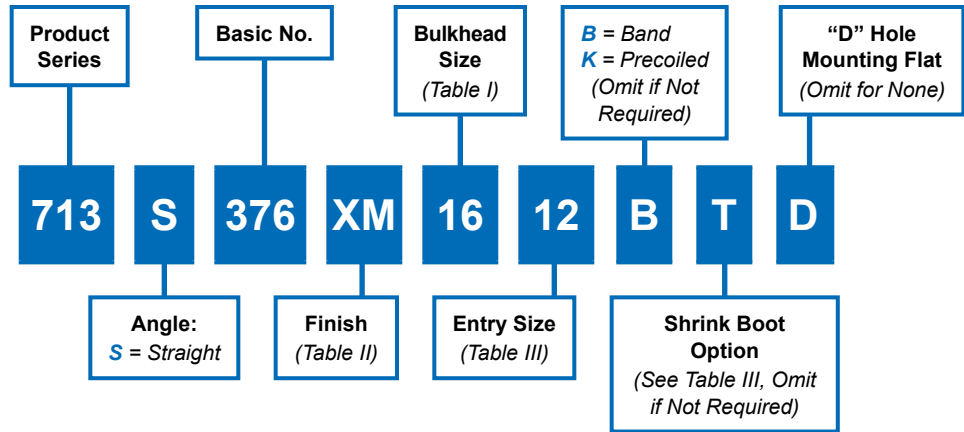 Product
Series
Basic No.
Bulkhead
Size
(Table I)
B = Band
K = Precoiled
(Omit if Not
Required)
“D” Hole
Mounting Flat
(Omit for None)
713 S 376 XM 16 12 B T D
Angle:
S = Straight
Finish
(Table II)
Entry Size
(Table III)
Shrink Boot
Option
(See Table III, Omit
if Not Required)